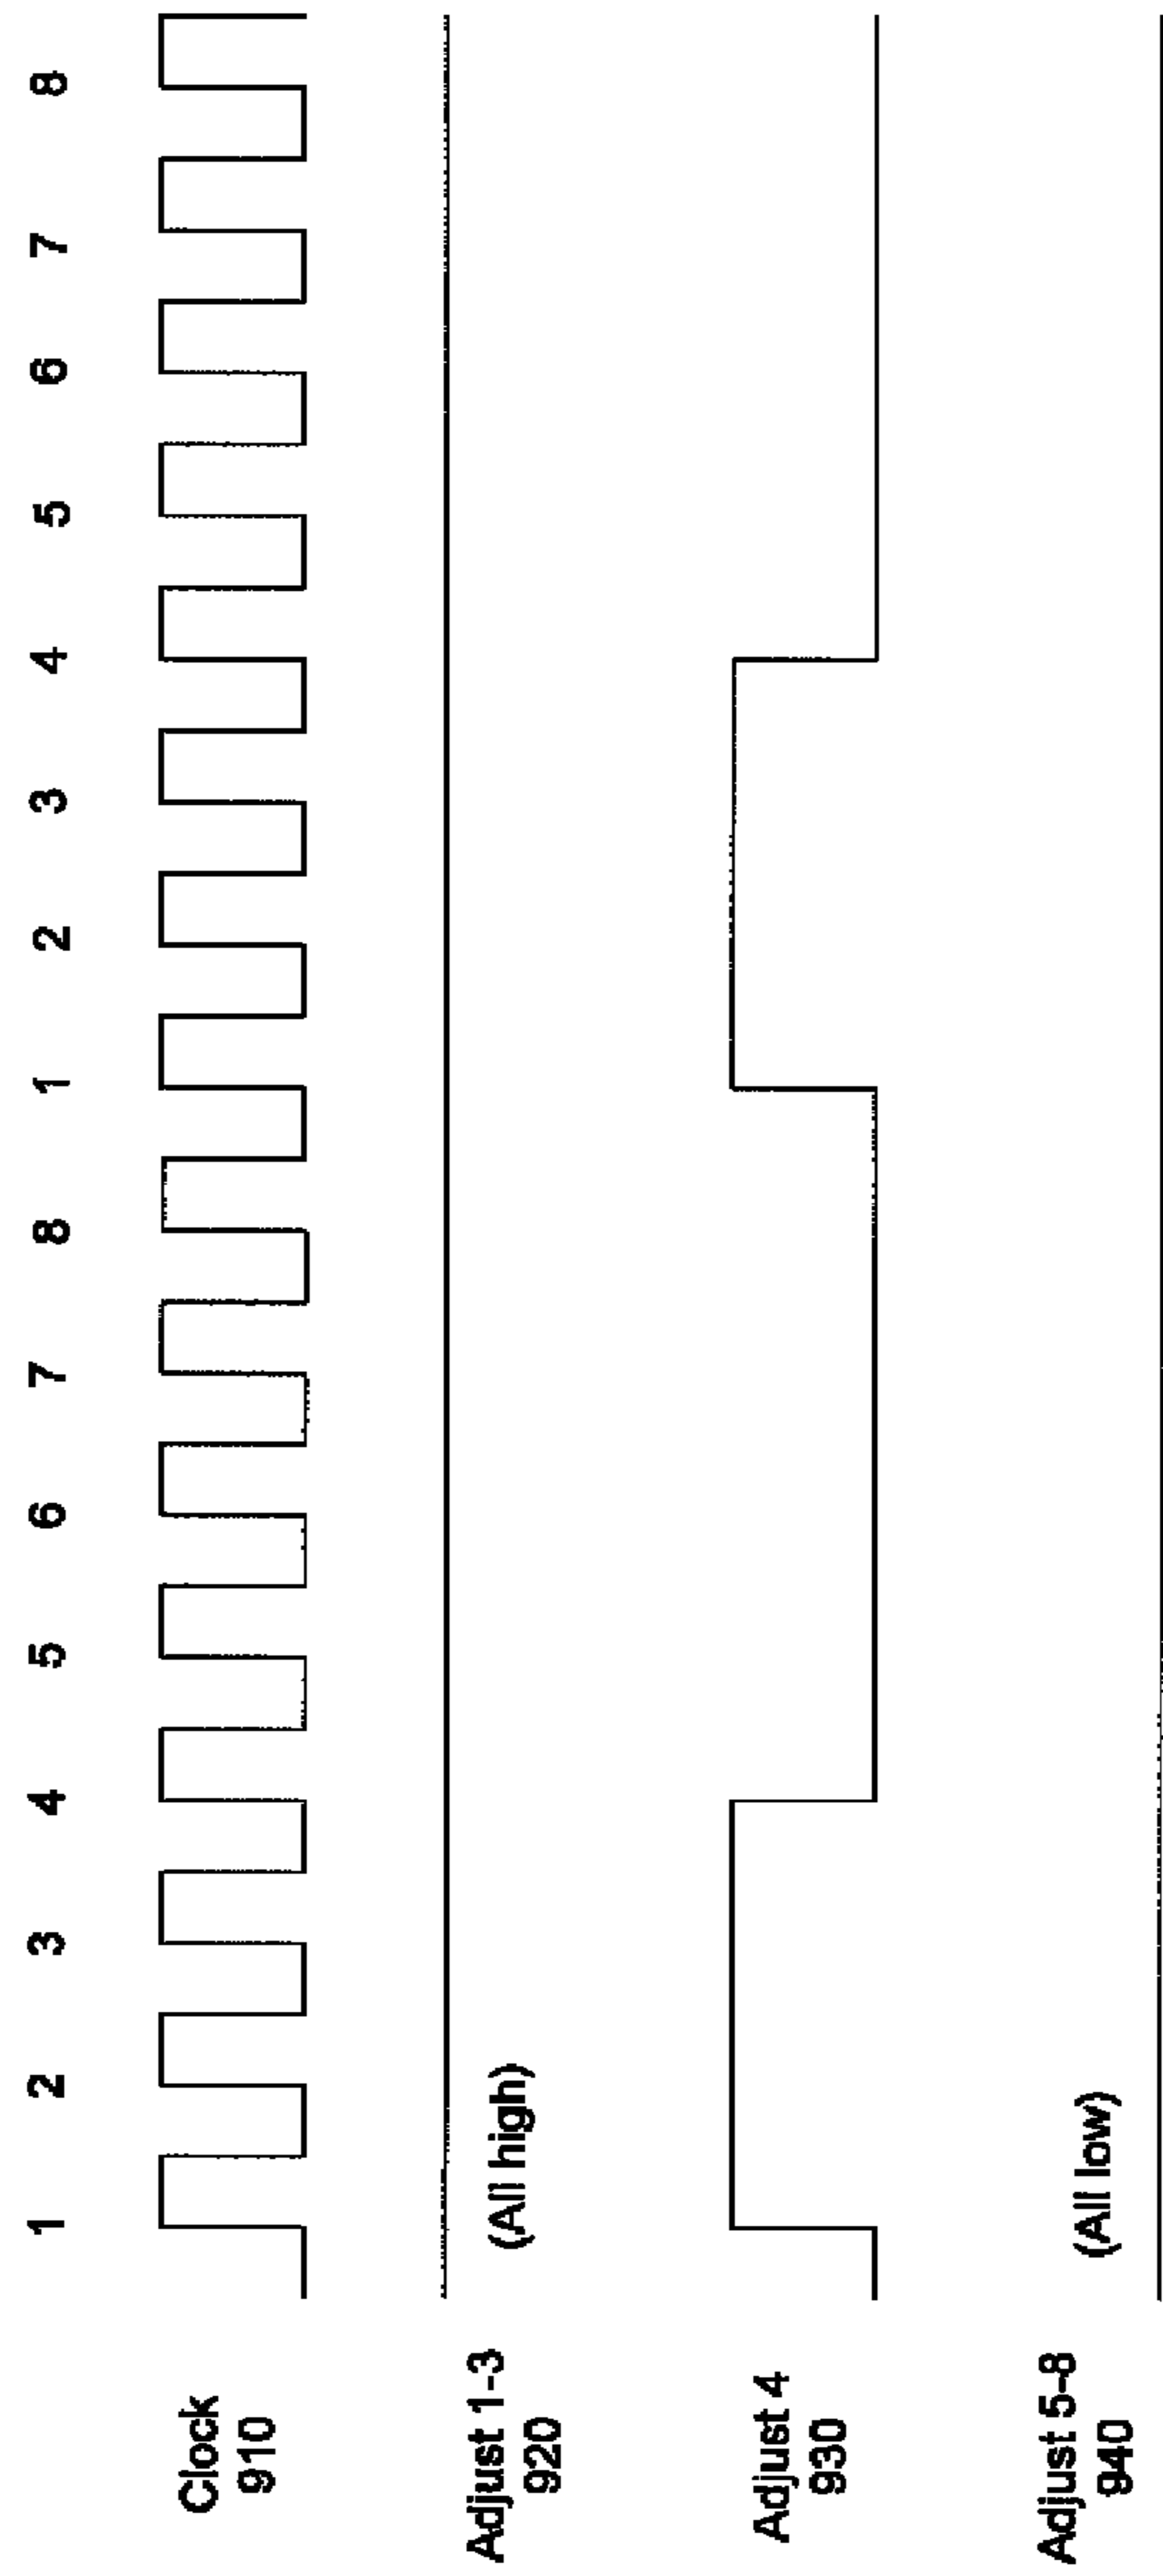 1 2 3 4 5 6 7 8 1 2 3 4 5 6 7 8
Clock
910
Adjust 1-3
920
(All high)
Adjust 4
930
Adjust 5-8
940
(All low)